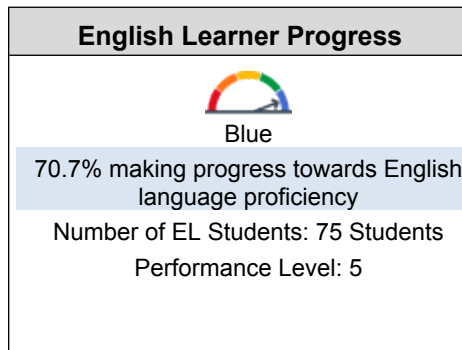 English Learner Progress
Blue
70.7% making progress towards English
language proficiency
Number of EL Students: 75 Students
Performance Level: 5